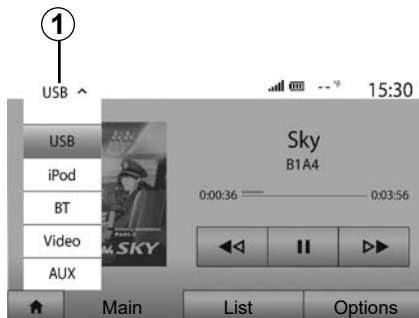 1
USB
-- °F
15:30
USB
iPod
BT
Video
AUX
SKY
Sky
B1A4
0:00:36
0:03:56
Main
List
Options